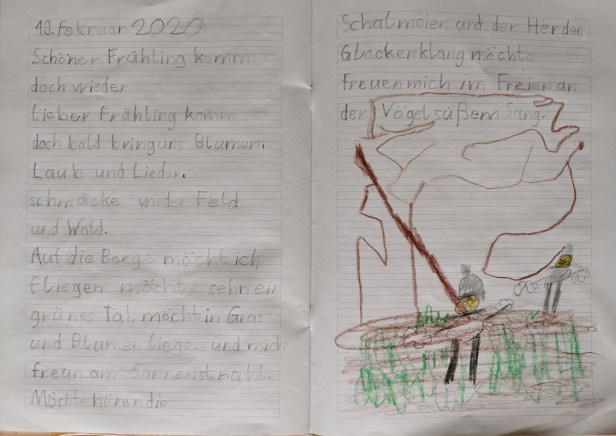 19. Februar 2020
Schöner Frühling komm
doch wieder
Lieber Frühling komm
doch bald bring uns Blumen.
Laub und Lieder.
schmücke wieder Feld
und Wald.
Auf die Berge möcht ich
fliegen möchte sehn ein
grünes Tal möcht in Gras
und Blumen liegen und mich
freun am Sonnenstrahl.
Möchte hören die
Schalmeien und der Herden
Glockenklang möchte
freuen mich im Freien an
der Vögel süßem Sang.